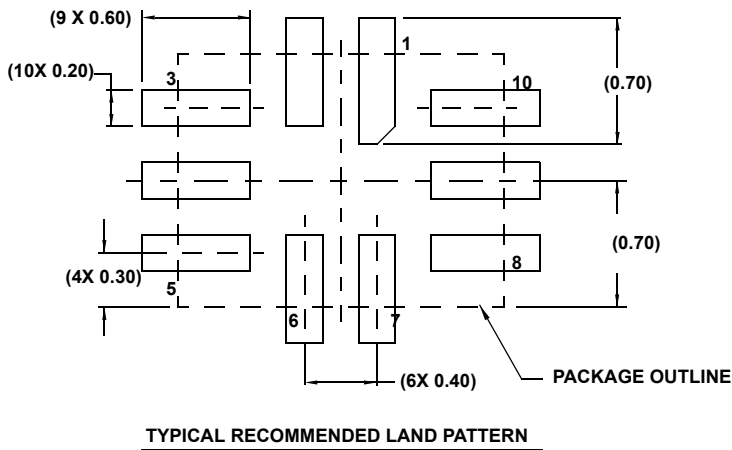 (9 X 0.60)
1
(10X 0.20)
3
10
(0.70)
(0.70)
(4X 0.30)
5
8
6
7
(6X 0.40)
PACKAGE OUTLINE
TYPICAL RECOMMENDED LAND PATTERN